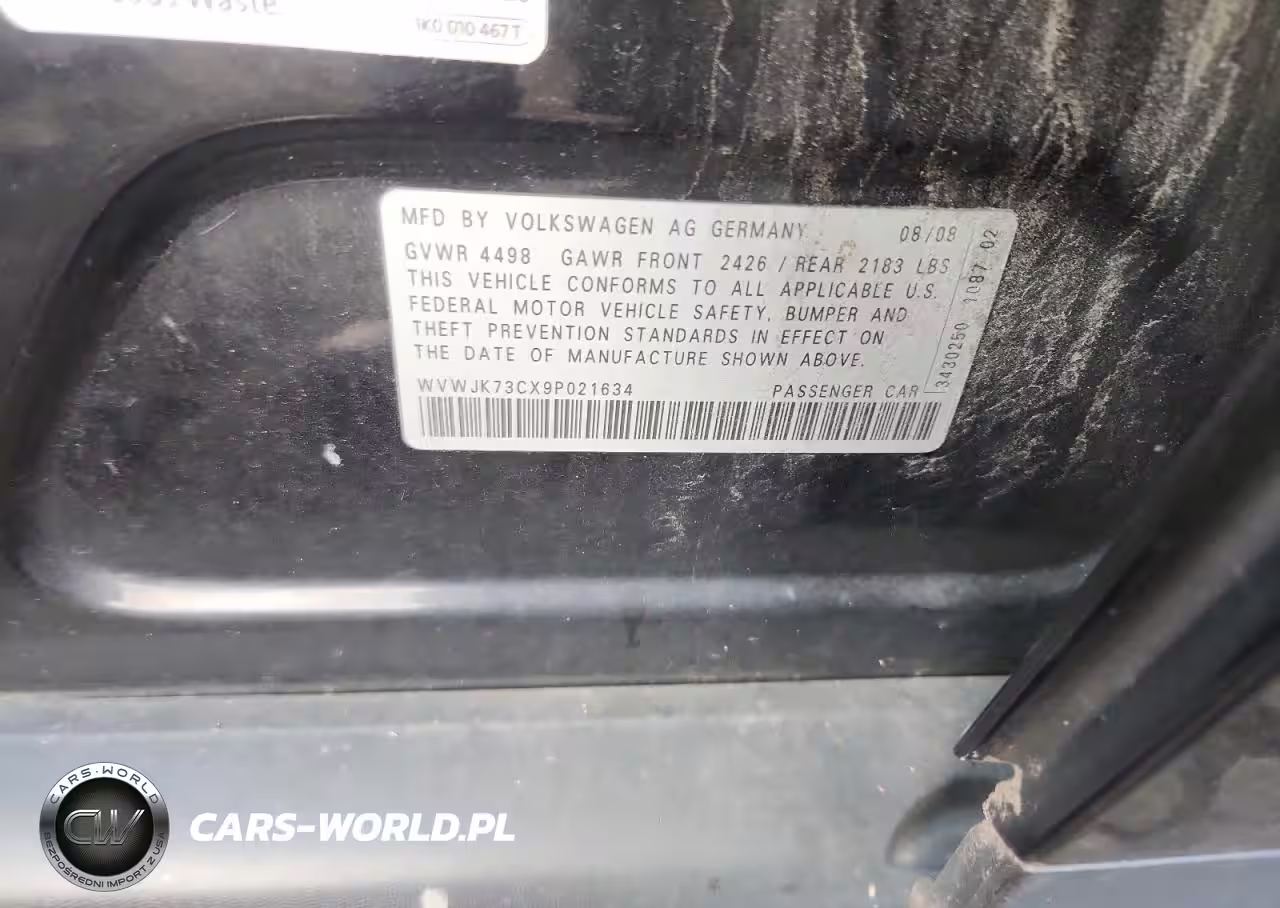 1K0 010 467 T
MFD BY VOLKSWAGEN AG GERMANY 08/08
GVWR 4498 GAWR FRONT 2426 / REAR 2183 LBS
THIS VEHICLE CONFORMS TO ALL APPLICABLE U.S.
FEDERAL MOTOR VEHICLE SAFETY, BUMPER AND
THEFT PREVENTION STANDARDS IN EFFECT ON
THE DATE OF MANUFACTURE SHOWN ABOVE.
WVWJK73CX9P021634 PASSENGER CAR
3430250 1087 02
CARS-WORLD
CW
BEZPOŚREDNI IMPORT Z USA
CARS-WORLD.PL